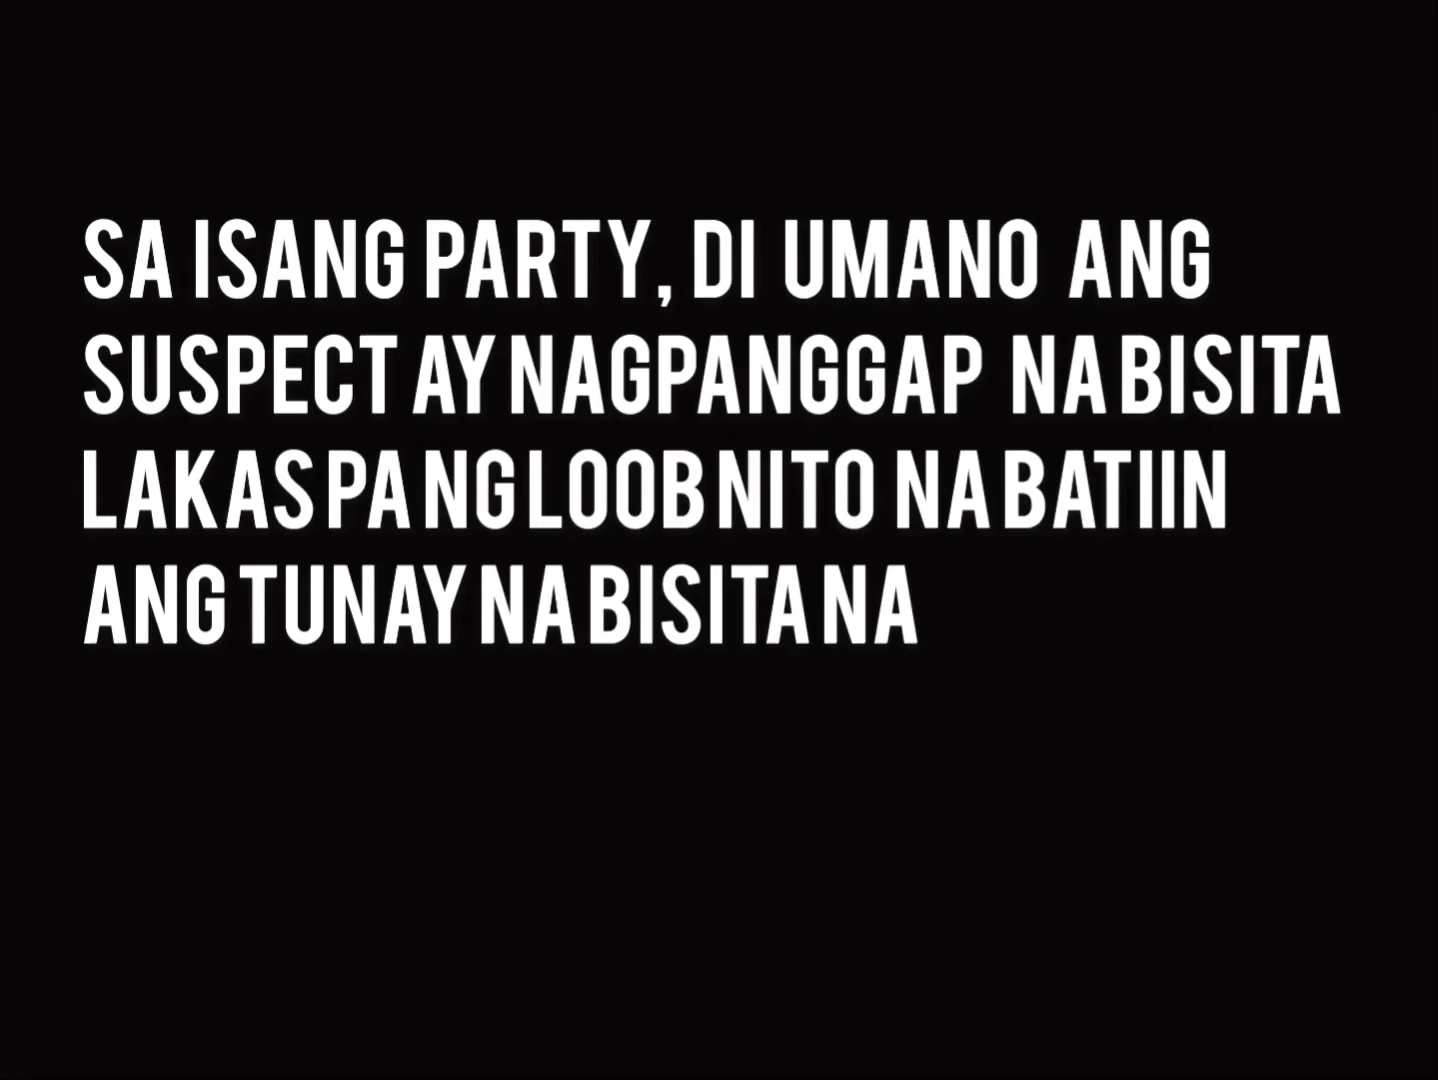 SA ISANG PARTY, DI UMANO ANG
SUSPECT AY NAGPANGGAP NA BISITA
LAKAS PA NG LOOB NITO NA BATIIN
ANG TUNAY NA BISITA NA